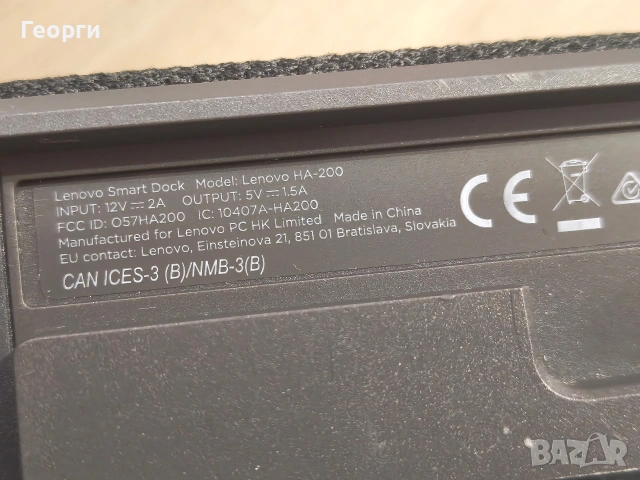 Георги
Lenovo Smart Dock Model: Lenovo HA-200
INPUT: 12V⎓2A OUTPUT: 5V⎓1.5A
FCC ID: O57HA200 IC: 10407A-HA200
Manufactured for Lenovo PC HK Limited Made in China
EU contact: Lenovo, Einsteinova 21, 851 01 Bratislava, Slovakia
CAN ICES-3 (B)/NMB-3(B)
CE
BAZAR